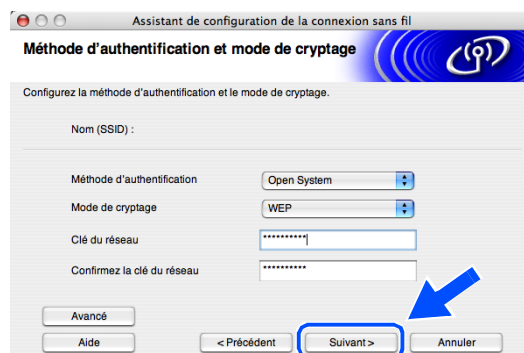 Assistant de configuration de la connexion sans fil
Méthode d'authentification et mode de cryptage
Configurez la méthode d'authentification et le mode de cryptage.
Nom (SSID) :
Méthode d'authentification Open System
Mode de cryptage WEP
Clé du réseau **********
Confirmez la clé du réseau **********
Avancé
Aide < Précédent Suivant > Annuler